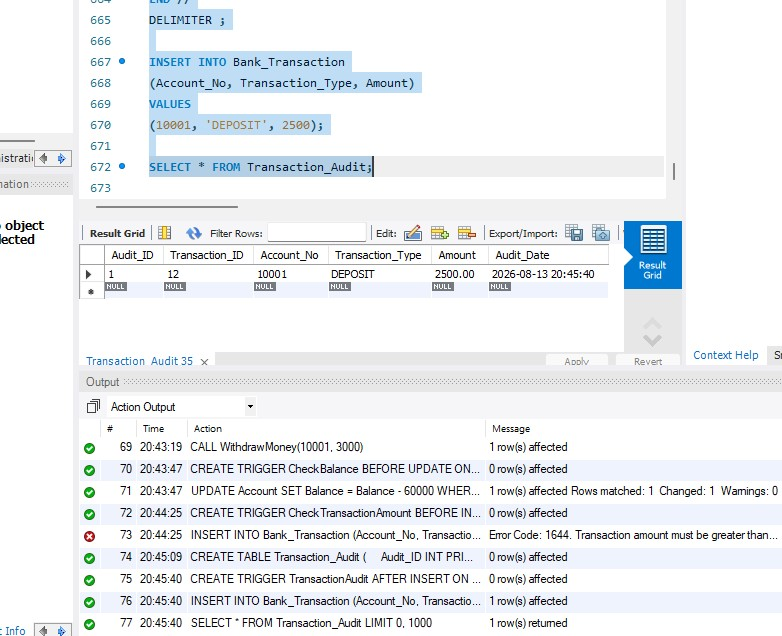 664 END //
665 DELIMITER ;
666
667 INSERT INTO Bank_Transaction
668 (Account_No, Transaction_Type, Amount)
669 VALUES
670 (10001, 'DEPOSIT', 2500);
671
672 SELECT * FROM Transaction_Audit;
673
istrati
nation
object
lected
Result Grid Filter Rows: Edit: Export/Import:
Audit_ID Transaction_ID Account_No Transaction_Type Amount Audit_Date
1 12 10001 DEPOSIT 2500.00 2026-08-13 20:45:40
NULL NULL NULL NULL NULL NULL
Result
Grid
Transaction_Audit 35 Apply Revert Context Help
Output
Action Output
# Time Action Message
69 20:43:19 CALL WithdrawMoney(10001, 3000) 1 row(s) affected
70 20:43:47 CREATE TRIGGER CheckBalance BEFORE UPDATE ON... 0 row(s) affected
71 20:43:47 UPDATE Account SET Balance = Balance - 60000 WHER... 1 row(s) affected Rows matched: 1 Changed: 1 Warnings: 0
72 20:44:25 CREATE TRIGGER CheckTransactionAmount BEFORE IN... 0 row(s) affected
73 20:44:25 INSERT INTO Bank_Transaction (Account_No, Transactio... Error Code: 1644. Transaction amount must be greater than...
74 20:45:09 CREATE TABLE Transaction_Audit ( Audit_ID INT PRI... 0 row(s) affected
75 20:45:40 CREATE TRIGGER TransactionAudit AFTER INSERT ON ... 0 row(s) affected
76 20:45:40 INSERT INTO Bank_Transaction (Account_No, Transactio... 1 row(s) affected
77 20:45:40 SELECT * FROM Transaction_Audit LIMIT 0, 1000 1 row(s) returned
t Info